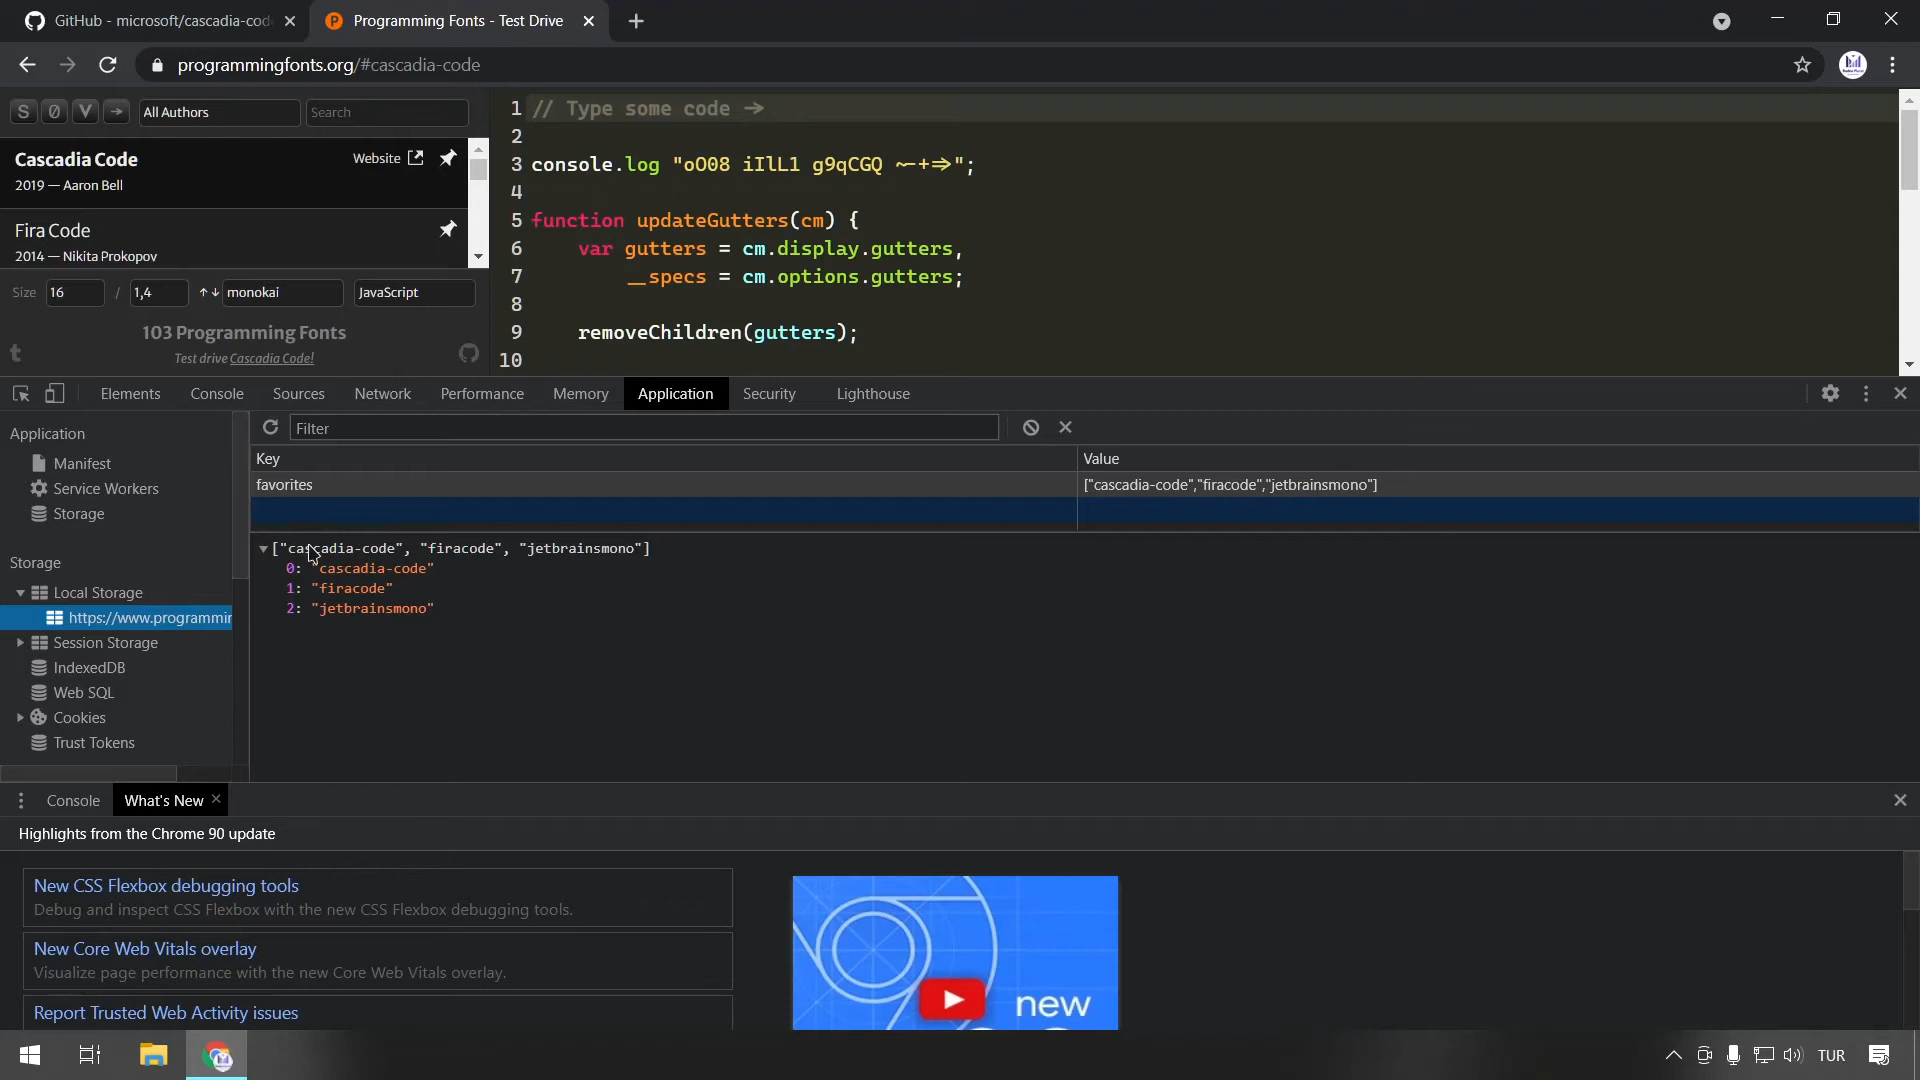 GitHub - microsoft/cascadia-cod
Programming Fonts - Test Drive
programmingfonts.org/#cascadia-code
All Authors
Search
Cascadia Code
Website
2019 — Aaron Bell
Fira Code
2014 — Nikita Prokopov
Size 16 / 1,4 ↑↓ monokai JavaScript
103 Programming Fonts
Test drive Cascadia Code!
1 // Type some code ->
2
3 console.log "oO08 iIlL1 g9qCGQ ~-+=>";
4
5 function updateGutters(cm) {
6 var gutters = cm.display.gutters,
7 __specs = cm.options.gutters;
8
9 removeChildren(gutters);
10
Elements Console Sources Network Performance Memory Application Security Lighthouse
Application
Manifest
Service Workers
Storage
Storage
Local Storage
https://www.programmin
Session Storage
IndexedDB
Web SQL
Cookies
Trust Tokens
Filter
Key Value
favorites ["cascadia-code","firacode","jetbrainsmono"]
["cascadia-code", "firacode", "jetbrainsmono"]
0: "cascadia-code"
1: "firacode"
2: "jetbrainsmono"
Console What's New
Highlights from the Chrome 90 update
New CSS Flexbox debugging tools
Debug and inspect CSS Flexbox with the new CSS Flexbox debugging tools.
New Core Web Vitals overlay
Visualize page performance with the new Core Web Vitals overlay.
Report Trusted Web Activity issues
new
TUR